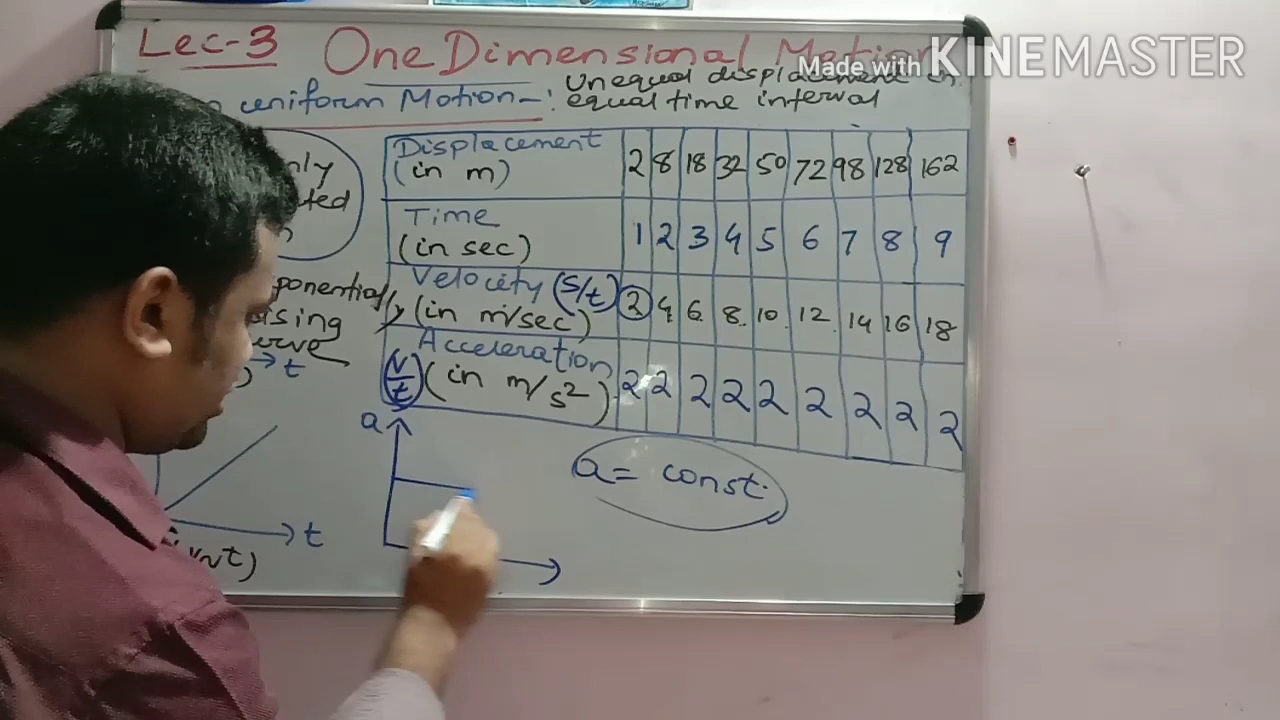 Lec-3 One Dimensional Motion
Made with KINEMASTER
uniform Motion-: Unequal displacement in
equal time interval
Displacement (in m) 2 8 18 32 50 72 98 128 162
Time (in sec) 1 2 3 4 5 6 7 8 9
Velocity (s/t) (in m/sec) 2 4 6 8 10 12 14 16 18
Acceleration v/t (in m/s²) 2 2 2 2 2 2 2 2 2
t
a
a = const.
t